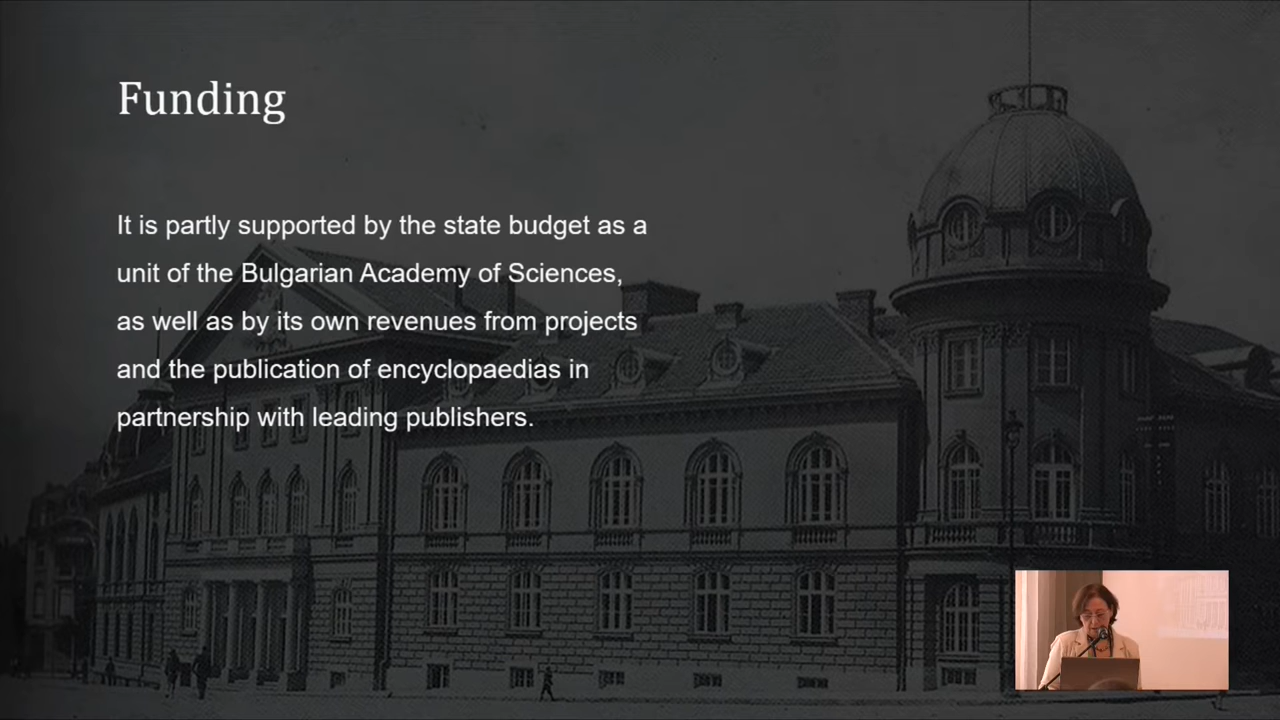 Funding
It is partly supported by the state budget as a
unit of the Bulgarian Academy of Sciences,
as well as by its own revenues from projects
and the publication of encyclopaedias in
partnership with leading publishers.